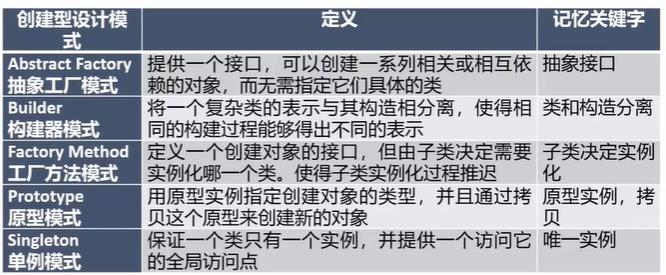 创建型设计模式 定义 记忆关键字
Abstract Factory
抽象工厂模式
提供一个接口，可以创建一系列相关或相互依
赖的对象，而无需指定它们具体的类
抽象接口
Builder
构建器模式
将一个复杂类的表示与其构造相分离，使得相
同的构建过程能够得出不同的表示
类和构造分离
Factory Method
工厂方法模式
定义一个创建对象的接口，但由子类决定需要
实例化哪一个类。使得子类实例化过程推迟
子类决定实例
化
Prototype
原型模式
用原型实例指定创建对象的类型，并且通过拷
贝这个原型来创建新的对象
原型实例，拷
贝
Singleton
单例模式
保证一个类只有一个实例，并提供一个访问它
的全局访问点
唯一实例